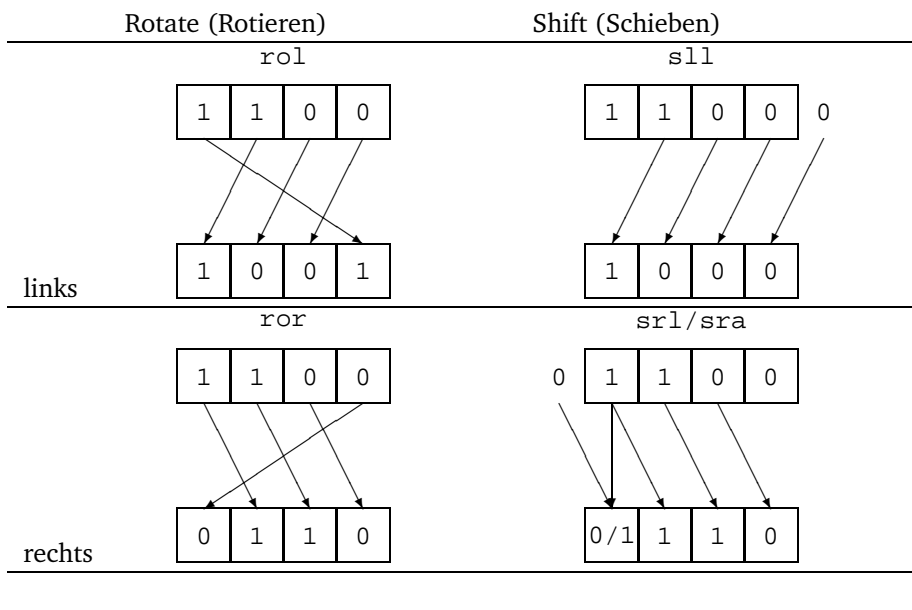 Rotate (Rotieren) Shift (Schieben)
rol sll
1 1 0 0 1 1 0 0 0
1 0 0 1 1 0 0 0
links
ror srl/sra
1 1 0 0 0 1 1 0 0
0 1 1 0 0/1 1 1 0
rechts